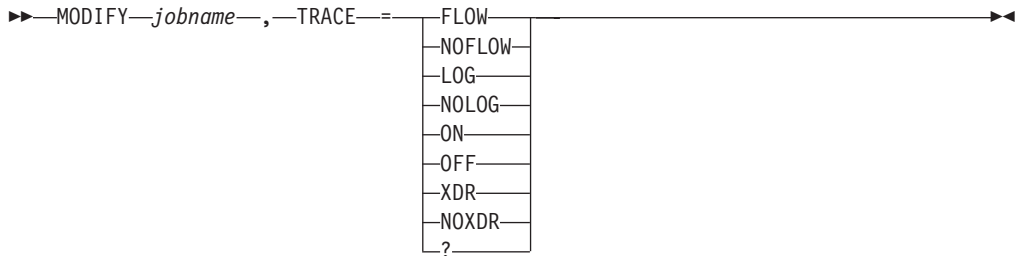 MODIFY jobname , TRACE = FLOW
NOFLOW
LOG
NOLOG
ON
OFF
XDR
NOXDR
?